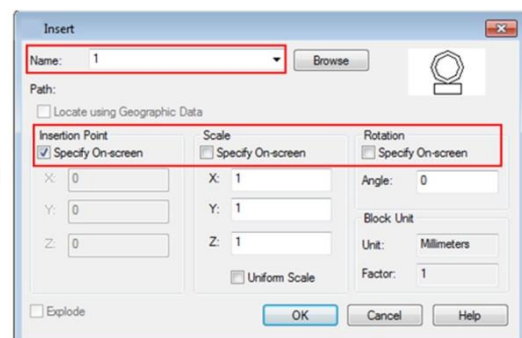 Insert
Name: 1 Browse
Path:
Locate using Geographic Data
Insertion Point Scale Rotation
Specify On-screen Specify On-screen Specify On-screen
X: 0 X: 1 Angle: 0
Y: 0 Y: 1 Block Unit
Z: 0 Z: 1 Unit: Millimeters
Uniform Scale Factor: 1
Explode OK Cancel Help